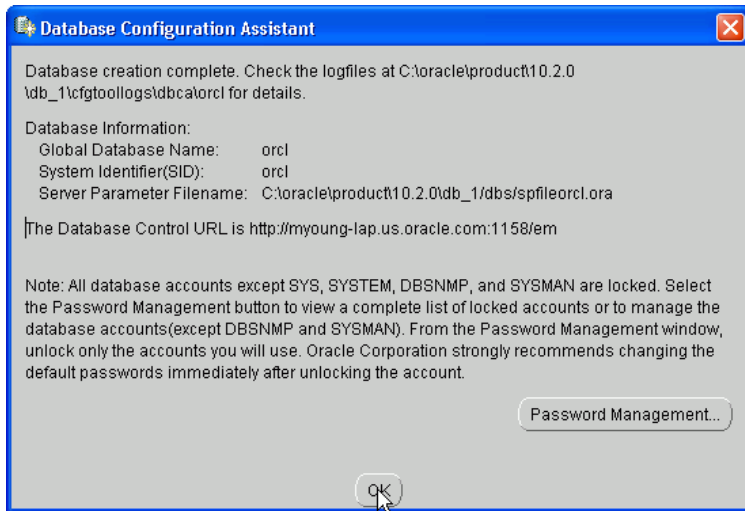 Database Configuration Assistant
Database creation complete. Check the logfiles at C:\oracle\product\10.2.0
\db_1\cfgtoollogs\dbca\orcl for details.
Database Information:
Global Database Name: orcl
System Identifier(SID): orcl
Server Parameter Filename: C:\oracle\product\10.2.0\db_1/dbs/spfileorcl.ora
The Database Control URL is http://myoung-lap.us.oracle.com:1158/em
Note: All database accounts except SYS, SYSTEM, DBSNMP, and SYSMAN are locked. Select
the Password Management button to view a complete list of locked accounts or to manage the
database accounts(except DBSNMP and SYSMAN). From the Password Management window,
unlock only the accounts you will use. Oracle Corporation strongly recommends changing the
default passwords immediately after unlocking the account.
Password Management...
OK